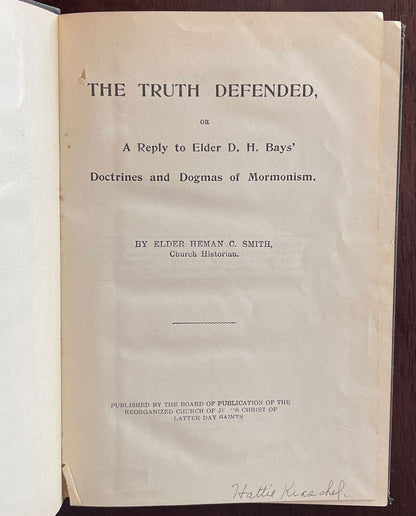 THE TRUTH DEFENDED,
OR
A Reply to Elder D. H. Bays'
Doctrines and Dogmas of Mormonism.
BY ELDER HEMAN C. SMITH,
Church Historian.
PUBLISHED BY THE BOARD OF PUBLICATION OF THE
REORGANIZED CHURCH OF CHRIST OF
LATTER DAY SAINTS
Hattie